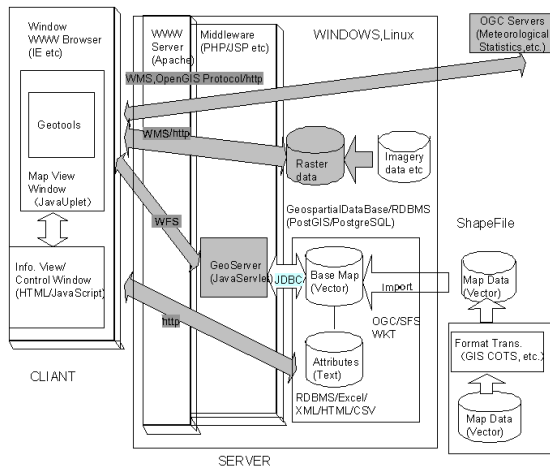 Window
WWW Browser
(IE etc)
Geotools
Map View
Window
(JavaUplet)
Info. View/
Control Window
(HTML/JavaScript)
CLIANT
WWW
Server
(Apache)
Middleware
(PHP/JSP etc)
WINDOWS,Linux
OGC Servers
(Meteorological
Statistics,etc.)
WMS,OpenGIS Protocol/http
WMS/http
Raster
data
Imagery
data etc
WFS
GeospatialDataBase/RDBMS
(PostGIS/PostgreSQL)
ShapeFile
GeoServer
(JavaServlet)
JDBC
Base Map
(Vector)
Import
Map Data
(Vector)
OGC/SFS
WKT
http
Attributes
(Text)
RDBMS/Excel/
XML/HTML/CSV
Format Trans.
(GIS COTS, etc.)
Map Data
(Vector)
SERVER